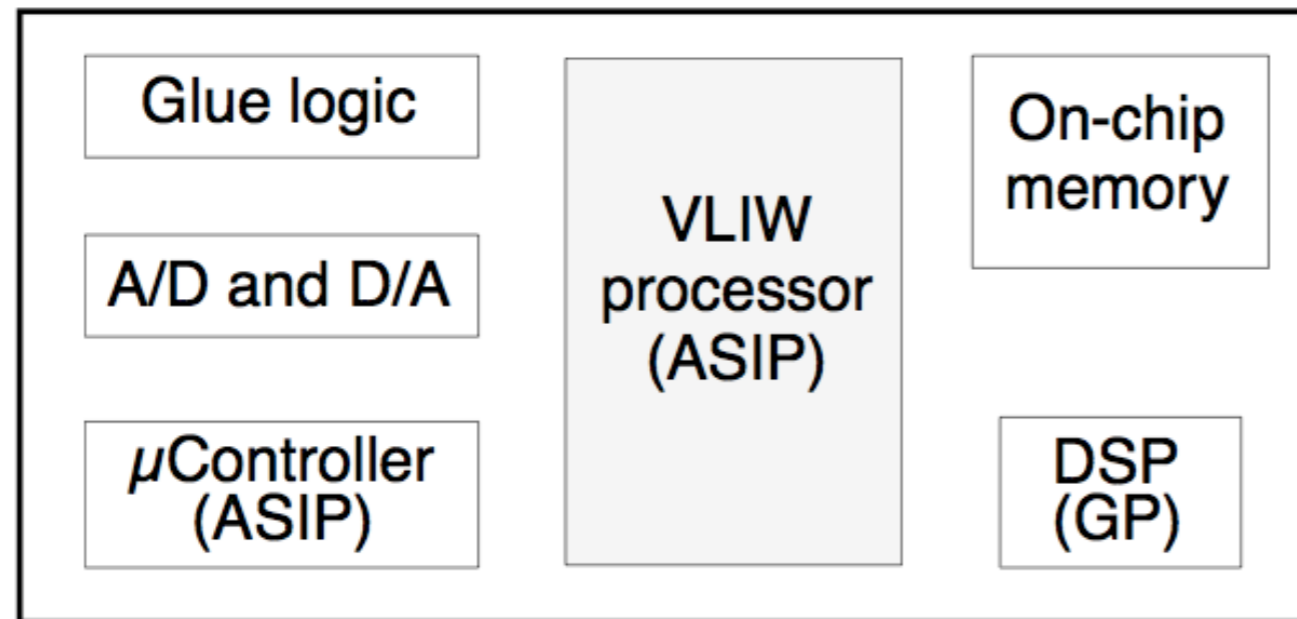 Glue logic
A/D and D/A
µController
(ASIP)
VLIW
processor
(ASIP)
On-chip
memory
DSP
(GP)